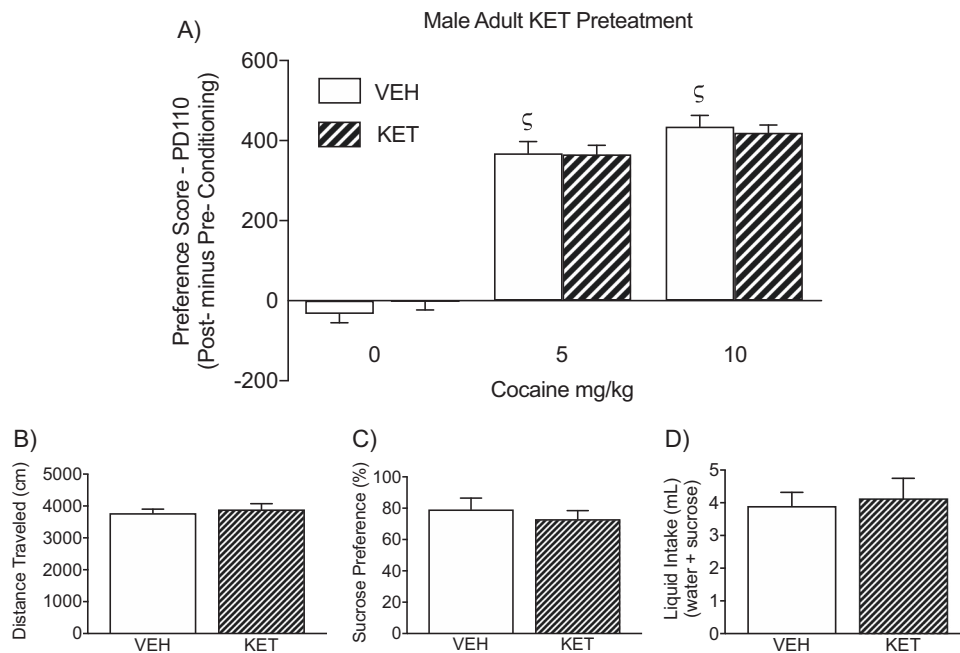 Male Adult KET Pretreatment
A)
Preference Score - PD110
(Post- minus Pre- Conditioning)
600
400
200
0
-200
VEH
KET
ς
ς
0
5
10
Cocaine mg/kg
B)
Distance Traveled (cm)
5000
4000
3000
2000
1000
0
VEH
KET
C)
Sucrose Preference (%)
100
80
60
40
20
0
VEH
KET
D)
Liquid Intake (mL)
(water + sucrose)
5
4
3
2
1
0
VEH
KET